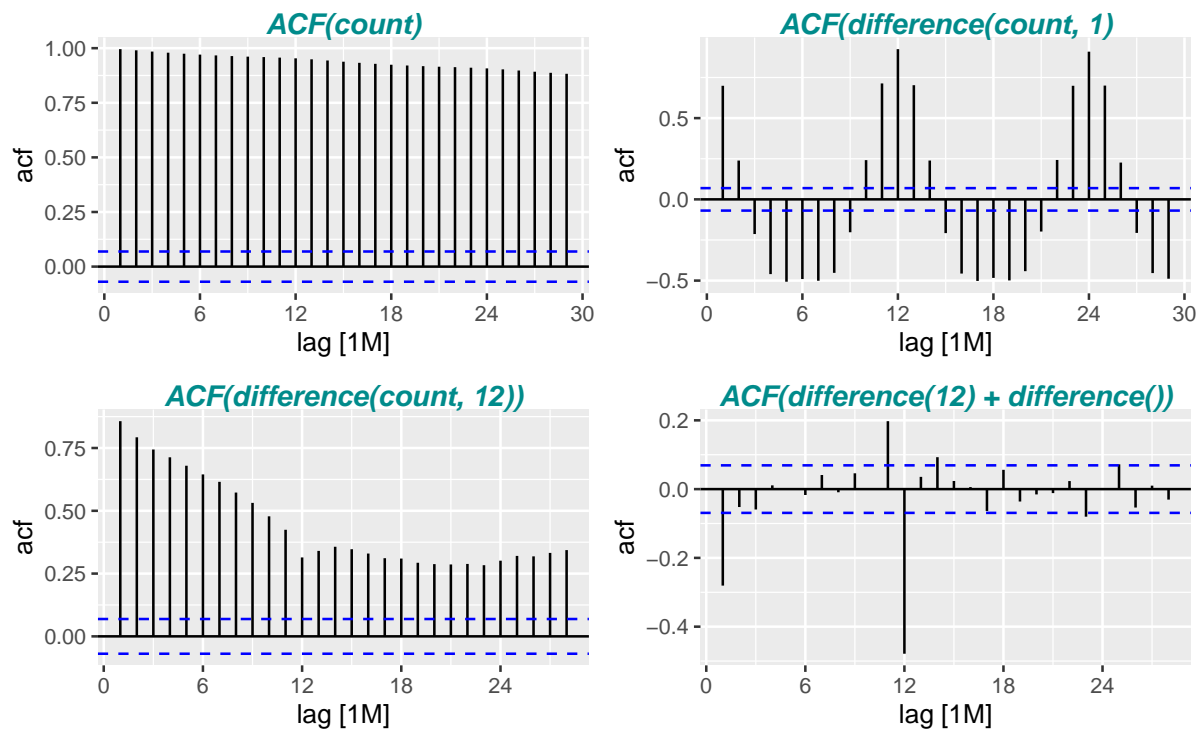 ACF(count)
1.00
0.75
0.50
0.25
0.00
acf
0 6 12 18 24 30
lag [1M]
ACF(difference(count, 1)
0.5
0.0
−0.5
acf
0 6 12 18 24 30
lag [1M]
ACF(difference(count, 12))
0.75
0.50
0.25
0.00
acf
0 6 12 18 24
lag [1M]
ACF(difference(12) + difference())
0.2
0.0
−0.2
−0.4
acf
0 6 12 18 24
lag [1M]